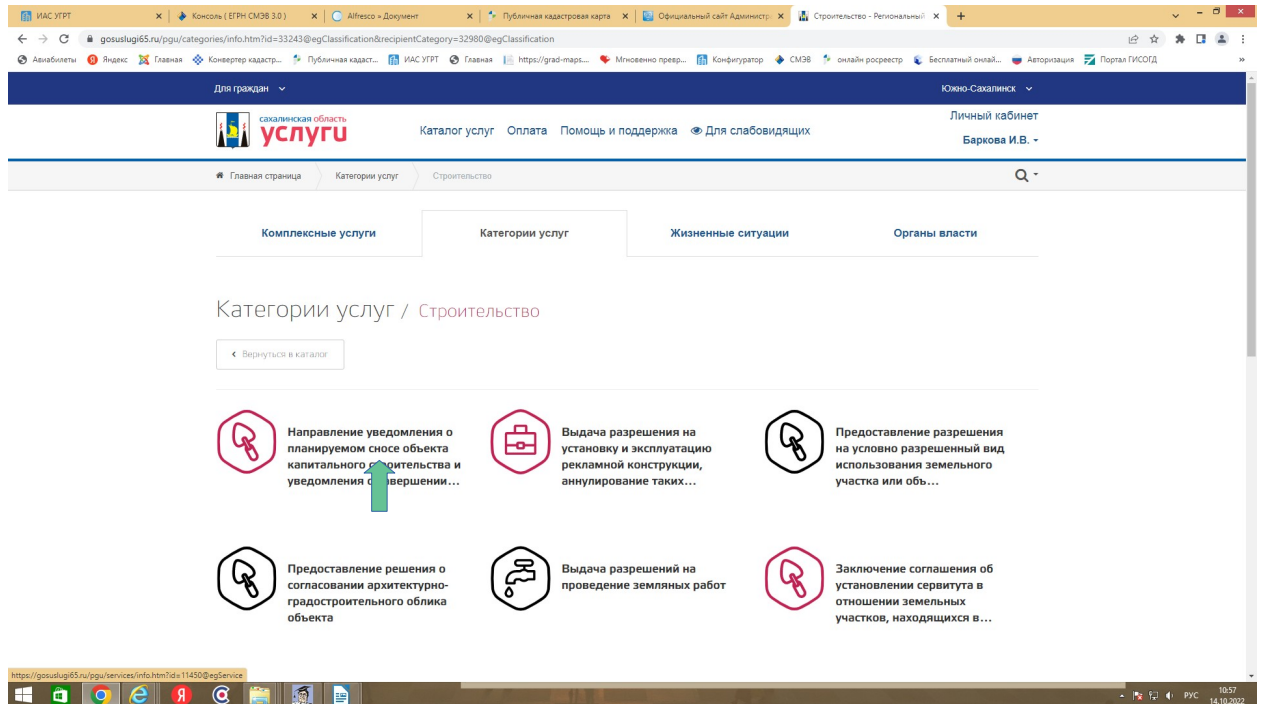 ИАС УГРТ
Консоль ( ЕГРН СМЭВ 3.0 )
Alfresco » Документ
Публичная кадастровая карта
Официальный сайт Администр
Строительство - Региональный
gosuslugi65.ru/pgu/categories/info.htm?id=33243@egClassification&recipientCategory=32980@egClassification
Авиабилеты
Яндекс
Главная
Конвертер кадастр...
Публичная кадаст...
ИАС УГРТ
Главная
https://grad-maps....
Мгновенно превр...
Конфигуратор
СМЭВ
онлайн росреестр
Бесплатный онлай...
Авторизация
Портал ГИСОГД
Для граждан
Южно-Сахалинск
сахалинская область
услуги
Каталог услуг Оплата Помощь и поддержка Для слабовидящих
Личный кабинет
Баркова И.В.
Главная страница
Категории услуг
Строительство
Комплексные услуги
Категории услуг
Жизненные ситуации
Органы власти
Категории услуг / Строительство
Вернуться в каталог
Направление уведомления о
планируемом сносе объекта
капитального строительства и
уведомления о завершении...
Выдача разрешения на
установку и эксплуатацию
рекламной конструкции,
аннулирование таких...
Предоставление разрешения
на условно разрешенный вид
использования земельного
участка или объ...
Предоставление решения о
согласовании архитектурно-
градостроительного облика
объекта
Выдача разрешений на
проведение земляных работ
Заключение соглашения об
установлении сервитута в
отношении земельных
участков, находящихся в...
https://gosuslugi65.ru/pgu/services/info.htm?id=11450@egService
РУС
10:57
14.10.2022